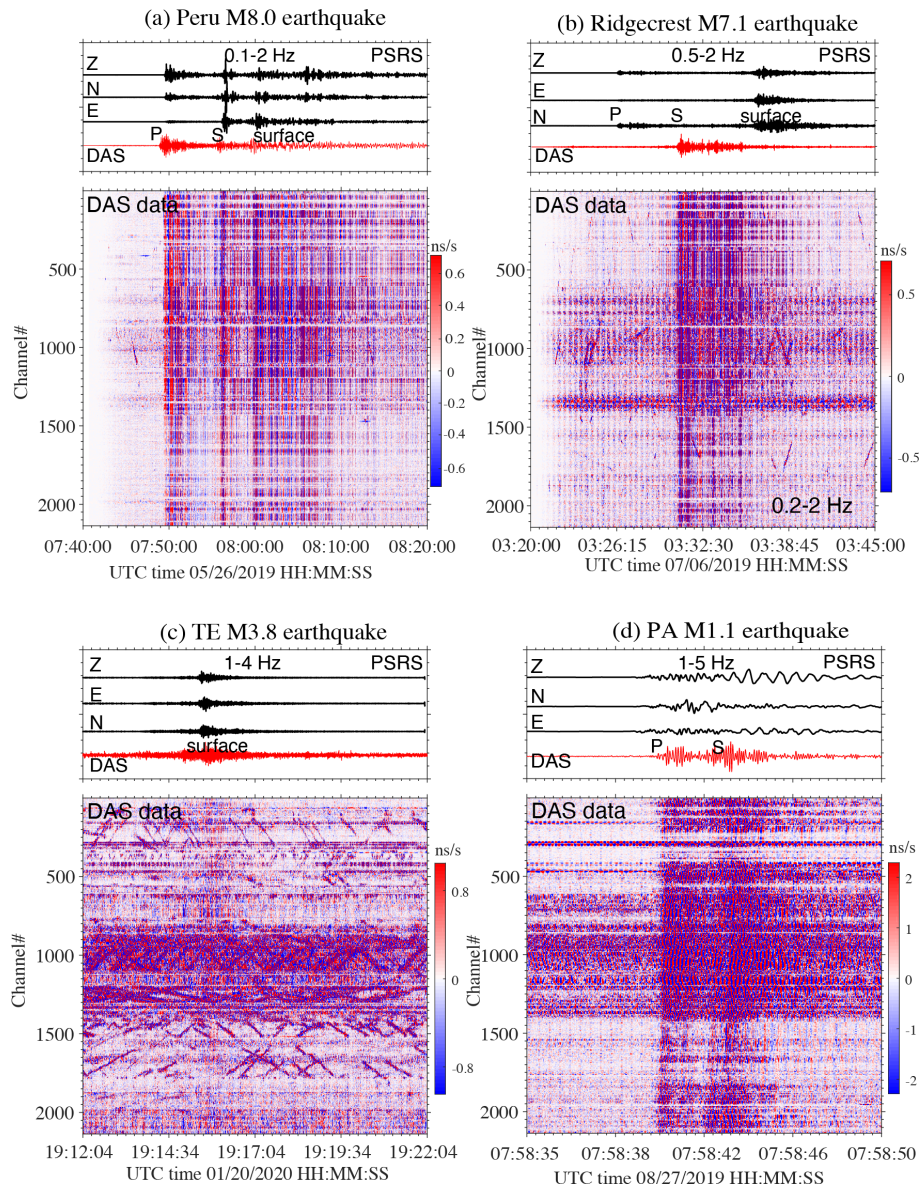 (a) Peru M8.0 earthquake
Z 0.1-2 Hz PSRS
N
E
P S surface
DAS
DAS data
ns/s
0.6
0.4
0.2
0
-0.2
-0.4
-0.6
Channel#
500
1000
1500
2000
07:40:00 07:50:00 08:00:00 08:10:00 08:20:00
UTC time 05/26/2019 HH:MM:SS
(b) Ridgecrest M7.1 earthquake
Z 0.5-2 Hz PSRS
E
N P S surface
DAS
DAS data
ns/s
0.5
0
-0.5
Channel#
500
1000
1500
2000
0.2-2 Hz
03:20:00 03:26:15 03:32:30 03:38:45 03:45:00
UTC time 07/06/2019 HH:MM:SS
(c) TE M3.8 earthquake
Z 1-4 Hz PSRS
E
N
surface
DAS
DAS data
ns/s
0.8
0
-0.8
Channel#
500
1000
1500
2000
19:12:04 19:14:34 19:17:04 19:19:34 19:22:04
UTC time 01/20/2020 HH:MM:SS
(d) PA M1.1 earthquake
Z 1-5 Hz PSRS
N
E
P S
DAS
DAS data
ns/s
2
1
0
-1
-2
Channel#
500
1000
1500
2000
07:58:35 07:58:38 07:58:42 07:58:46 07:58:50
UTC time 08/27/2019 HH:MM:SS